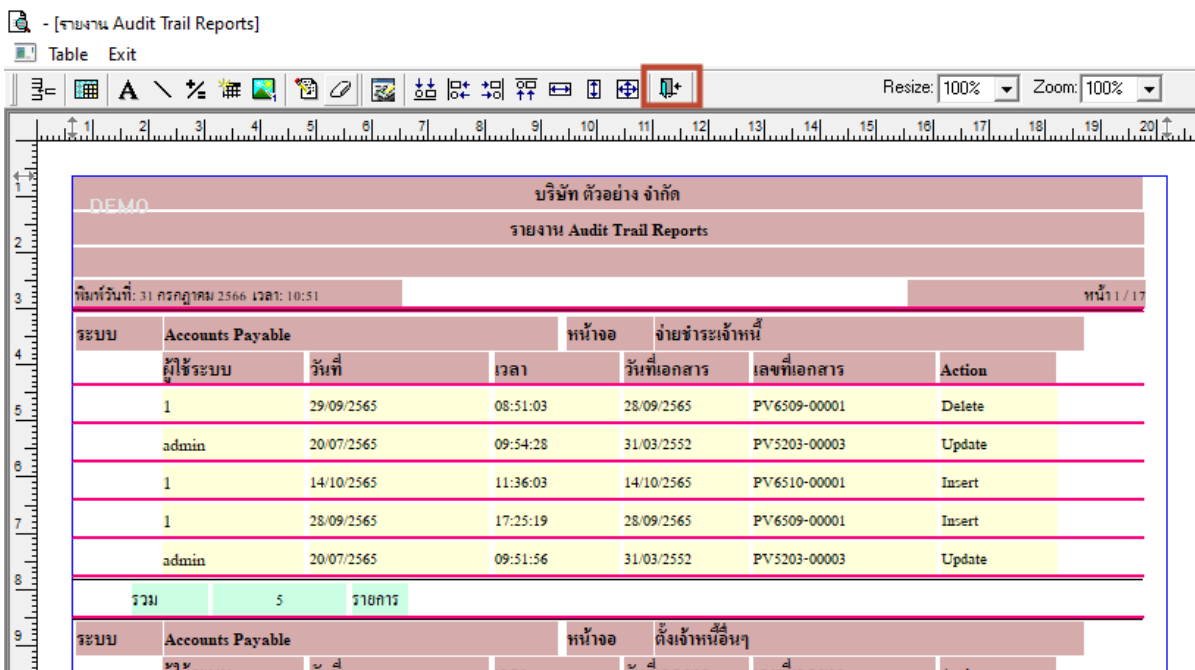 - [รายงาน Audit Trail Reports]
Table Exit
Resize: 100% Zoom: 100%
1 2 3 4 5 6 7 8 9 10 11 12 13 14 15 16 17 18 19 20
1
บริษัท ตัวอย่าง จำกัด
DEMO
รายงาน Audit Trail Reports
2
3 พิมพ์วันที่: 31 กรกฎาคม 2566 เวลา: 10:51 หน้า 1 / 17
ระบบ Accounts Payable หน้าจอ จ่ายชำระเจ้าหนี้
4 ผู้ใช้ระบบ วันที่ เวลา วันที่เอกสาร เลขที่เอกสาร Action
5 1 29/09/2565 08:51:03 28/09/2565 PV6509-00001 Delete
admin 20/07/2565 09:54:28 31/03/2552 PV5203-00003 Update
6 1 14/10/2565 11:36:03 14/10/2565 PV6510-00001 Insert
7 1 28/09/2565 17:25:19 28/09/2565 PV6509-00001 Insert
admin 20/07/2565 09:51:56 31/03/2552 PV5203-00003 Update
8 รวม 5 รายการ
9 ระบบ Accounts Payable หน้าจอ ตั้งเจ้าหนี้อื่นๆ